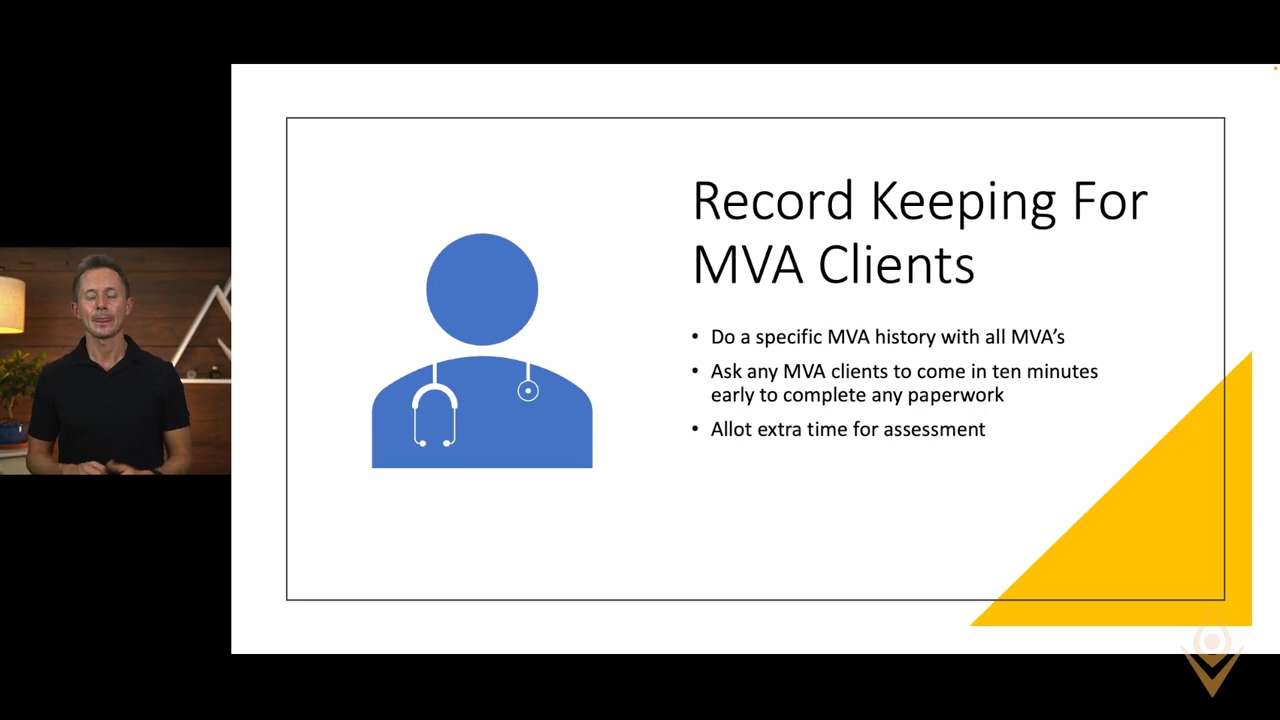 Record Keeping For
MVA Clients
• Do a specific MVA history with all MVA's
• Ask any MVA clients to come in ten minutes
early to complete any paperwork
• Allot extra time for assessment